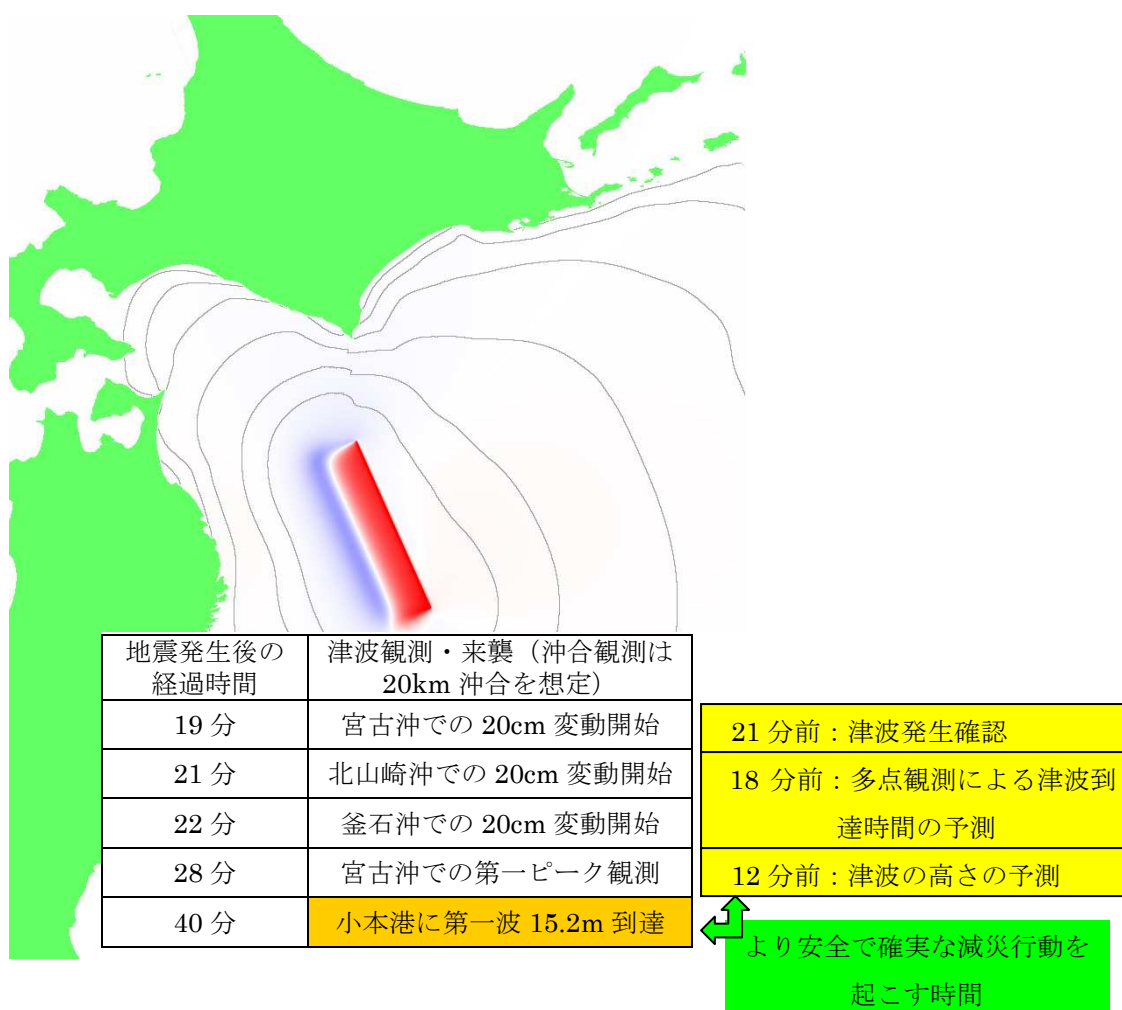 地震発生後の
経過時間
津波観測・来襲（沖合観測は
20km 沖合を想定）
19 分
宮古沖での 20cm 変動開始
21 分前：津波発生確認
21 分
北山崎沖での 20cm 変動開始
18 分前：多点観測による津波到
達時間の予測
22 分
釜石沖での 20cm 変動開始
28 分
宮古沖での第一ピーク観測
12 分前：津波の高さの予測
40 分
小本港に第一波 15.2m 到達
より安全で確実な減災行動を
起こす時間